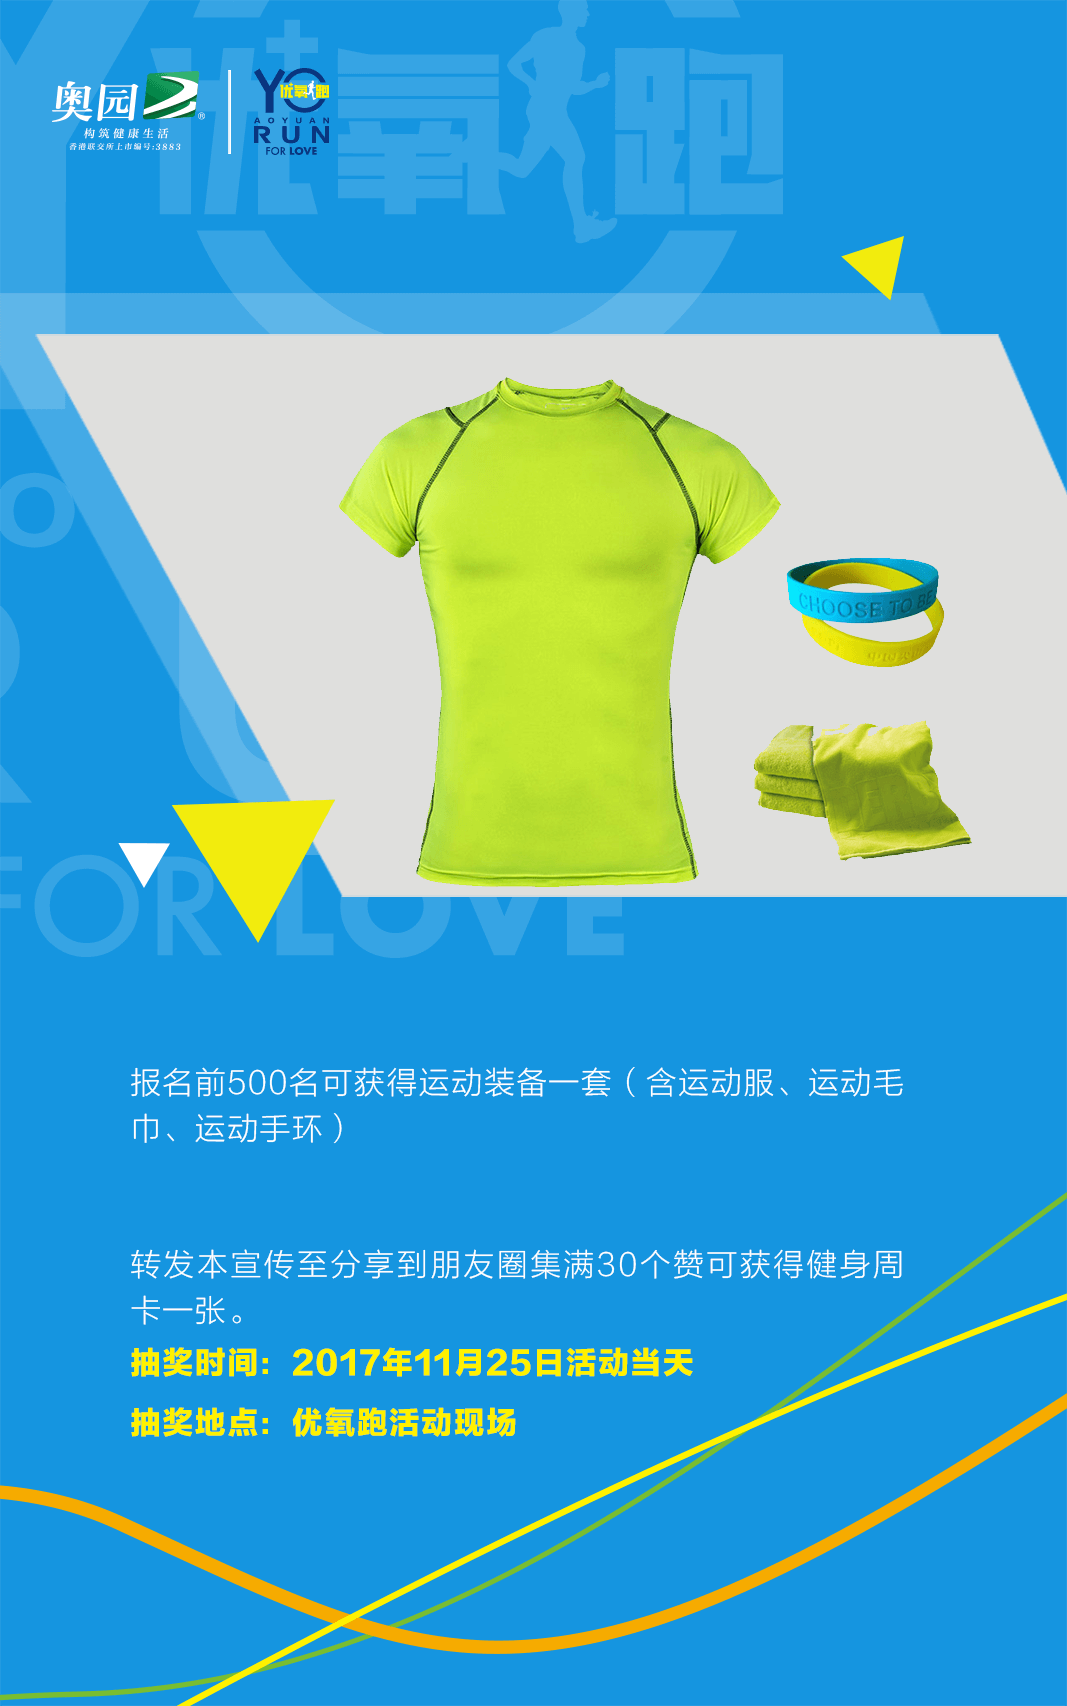 奥园
®
构筑健康生活
香港联交所上市编号:3883
YO
优氧跑
AOYUAN
RUN
FOR LOVE
优氧跑
FOR LOVE
CHOOSE TO BE
报名前500名可获得运动装备一套（含运动服、运动毛
巾、运动手环）
转发本宣传至分享到朋友圈集满30个赞可获得健身周
卡一张。
抽奖时间：2017年11月25日活动当天
抽奖地点：优氧跑活动现场